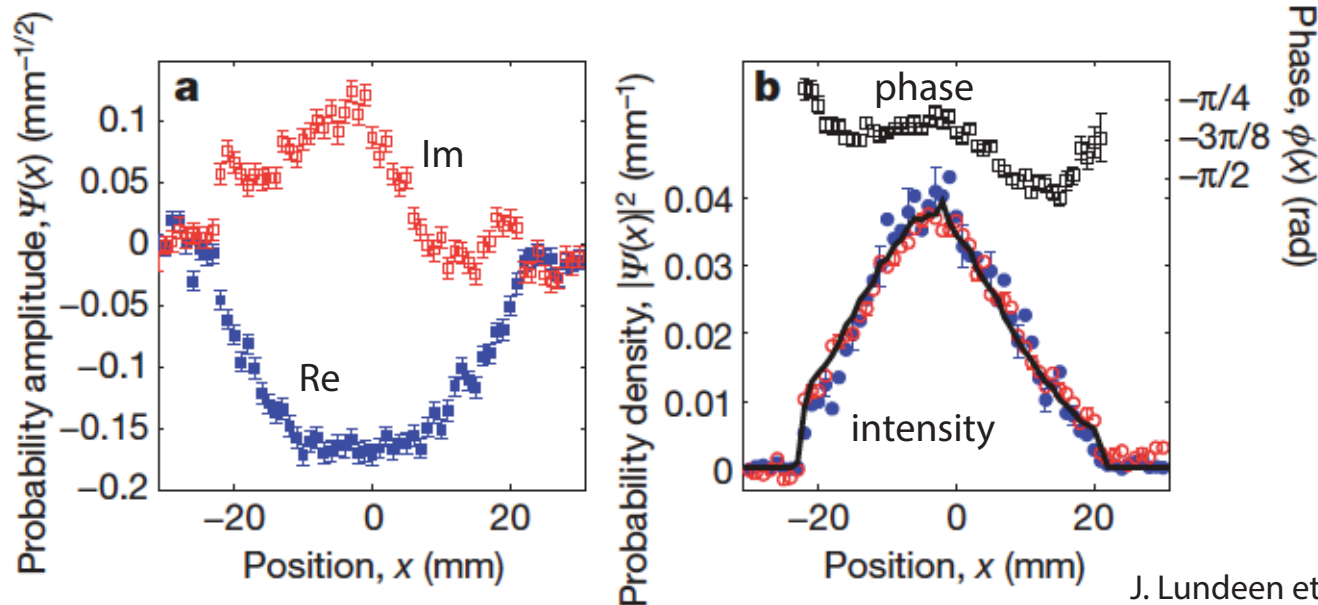 Probability amplitude, Ψ(x) (mm⁻¹/²)
a
0.1
0.05
0
−0.05
−0.1
−0.15
−0.2
Im
Re
−20 0 20
Position, x (mm)
Probability density, |Ψ(x)|² (mm⁻¹)
b
phase
0.04
0.03
0.02
0.01
0
intensity
−20 0 20
Position, x (mm)
−π/4
−3π/8
−π/2
Phase, ϕ(x) (rad)
J. Lundeen et